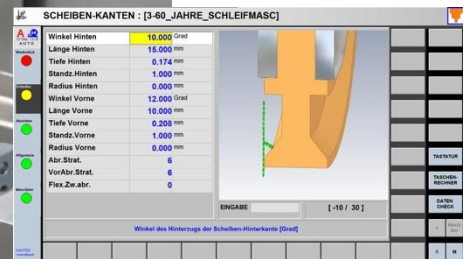 SCHEIBEN-KANTEN : [3-60_JAHRE_SCHLEIFMASC]
AUTO
Winkel Hinten 10.000 Grad
Länge Hinten 15.000 mm
Tiefe Hinten 0.174 mm
Standz.Hinten 1.000 mm
Radius Hinten 0.000 mm
Winkel Vorne 12.000 Grad
Länge Vorne 10.000 mm
Tiefe Vorne 0.208 mm
Standz.Vorne 1.000 mm
Radius Vorne 0.000 mm
Abr.Strat. 6
VorAbr.Strat. 6
Flex.Zw.abr. 0
EINGABE [ -10 / 30 ]
Winkel des Hinterzugs der Scheiben-Hinterkante [Grad]
TASTATUR
TASCHEN-
RECHNER
DATEN
CHECK
A M